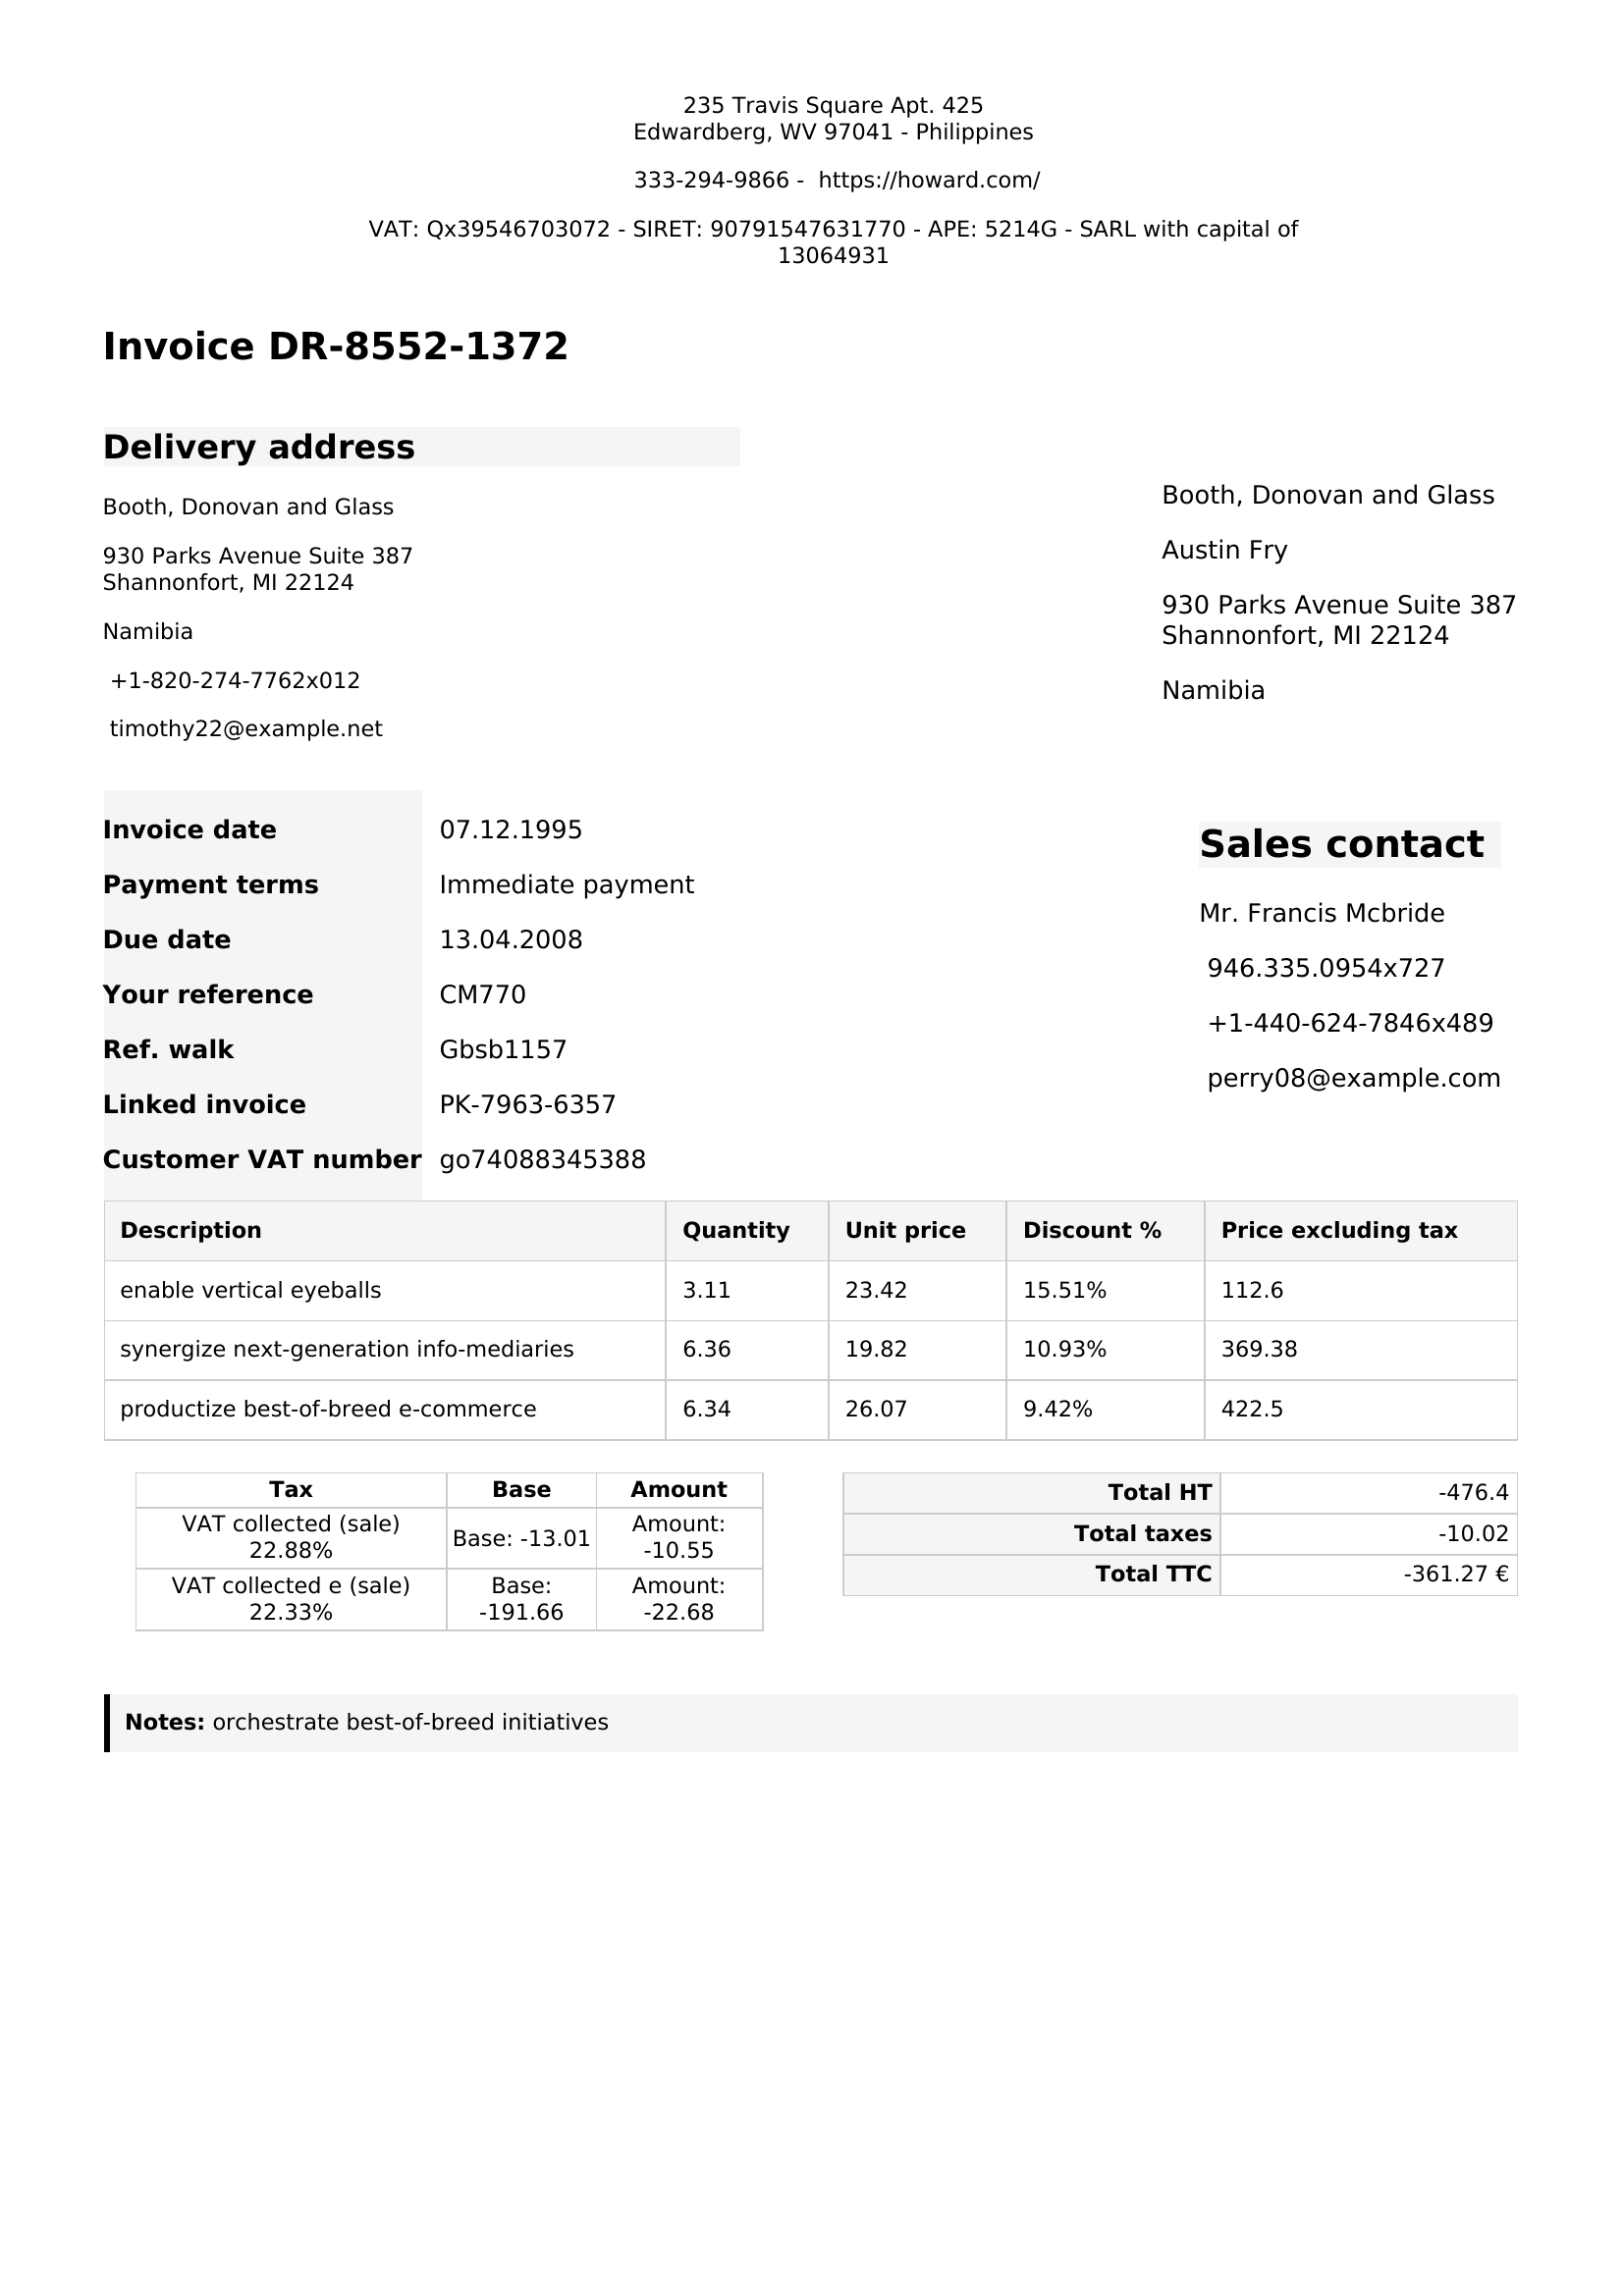 235 Travis Square Apt. 425
Edwardberg, WV 97041 - Philippines
333-294-9866 -  https://howard.com/
VAT: Qx39546703072 - SIRET: 90791547631770 - APE: 5214G - SARL with capital of
13064931
Invoice DR-8552-1372
Delivery address
Booth, Donovan and Glass
930 Parks Avenue Suite 387
Shannonfort, MI 22124
Namibia
+1-820-274-7762x012
timothy22@example.net
Booth, Donovan and Glass
Austin Fry
930 Parks Avenue Suite 387
Shannonfort, MI 22124
Namibia
Invoice date 07.12.1995
Payment terms Immediate payment
Due date 13.04.2008
Your reference CM770
Ref. walk Gbsb1157
Linked invoice PK-7963-6357
Customer VAT number go74088345388
Sales contact
Mr. Francis Mcbride
946.335.0954x727
+1-440-624-7846x489
perry08@example.com
Description Quantity Unit price Discount % Price excluding tax
enable vertical eyeballs 3.11 23.42 15.51% 112.6
synergize next-generation info-mediaries 6.36 19.82 10.93% 369.38
productize best-of-breed e-commerce 6.34 26.07 9.42% 422.5
Tax Base Amount
VAT collected (sale) 22.88% Base: -13.01 Amount: -10.55
VAT collected e (sale) 22.33% Base: -191.66 Amount: -22.68
Total HT -476.4
Total taxes -10.02
Total TTC -361.27 €
Notes: orchestrate best-of-breed initiatives